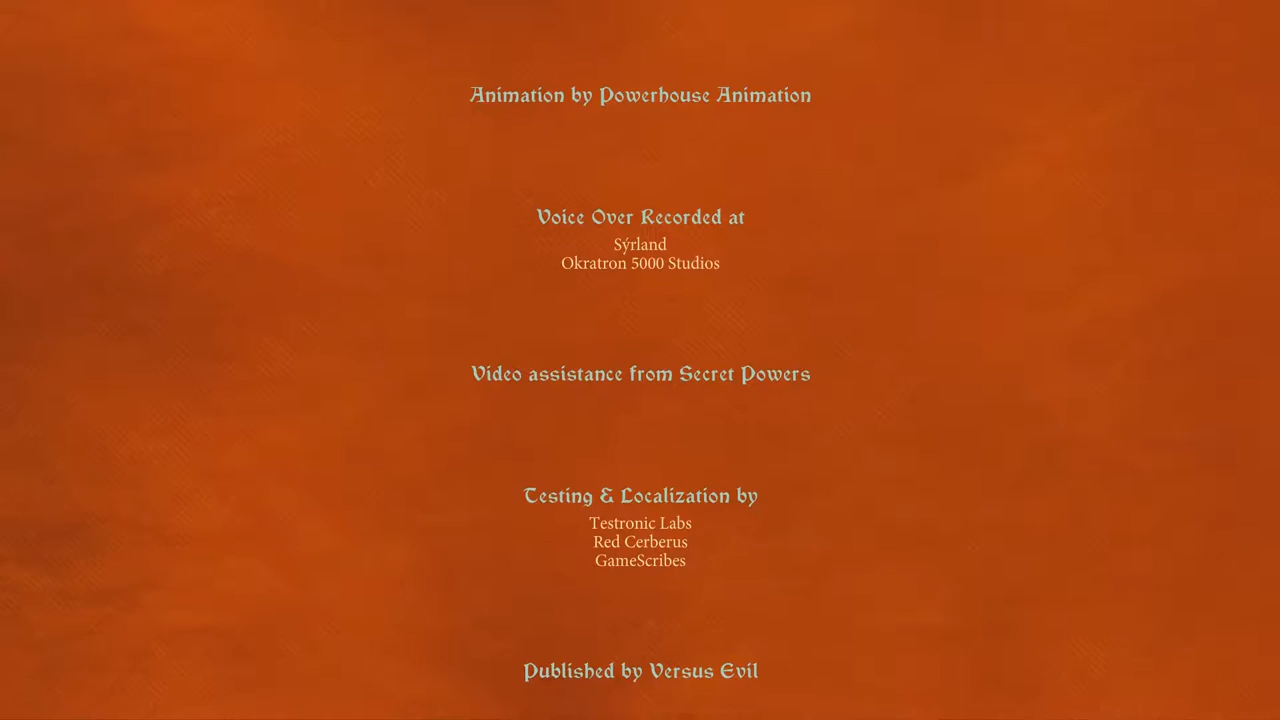 Animation by Powerhouse Animation
Voice Over Recorded at
Sýrland
Okratron 5000 Studios
Video assistance from Secret Powers
Testing & Localization by
Testronic Labs
Red Cerberus
GameScribes
Published by Versus Evil